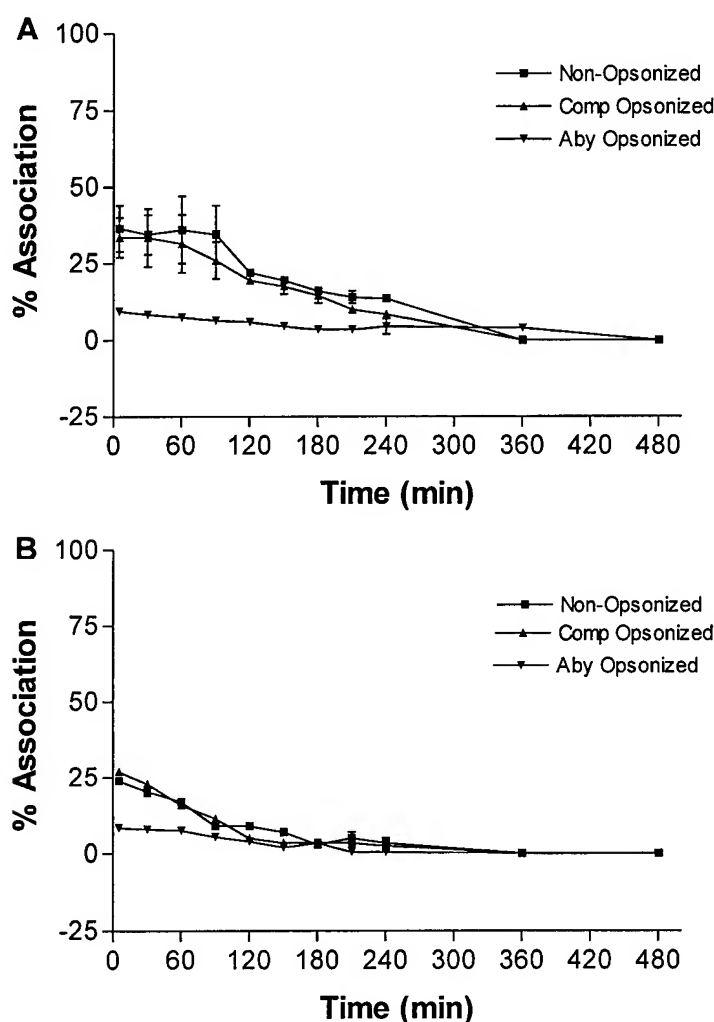 A
100
75
50
25
0
-25
% Association
Non-Opsonized
Comp Opsonized
Aby Opsonized
0 60 120 180 240 300 360 420 480
Time (min)
B
100
75
50
25
0
-25
% Association
Non-Opsonized
Comp Opsonized
Aby Opsonized
0 60 120 180 240 300 360 420 480
Time (min)